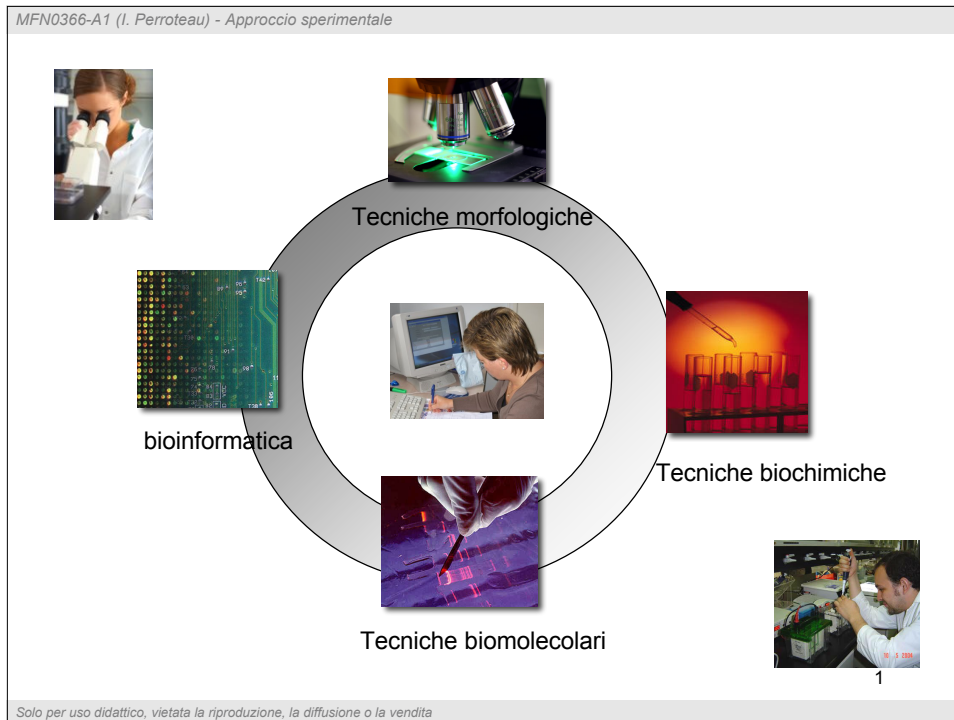 MFN0366-A1 (I. Perroteau) - Approccio sperimentale
Tecniche morfologiche
bioinformatica
Tecniche biochimiche
Tecniche biomolecolari
1
Solo per uso didattico, vietata la riproduzione, la diffusione o la vendita